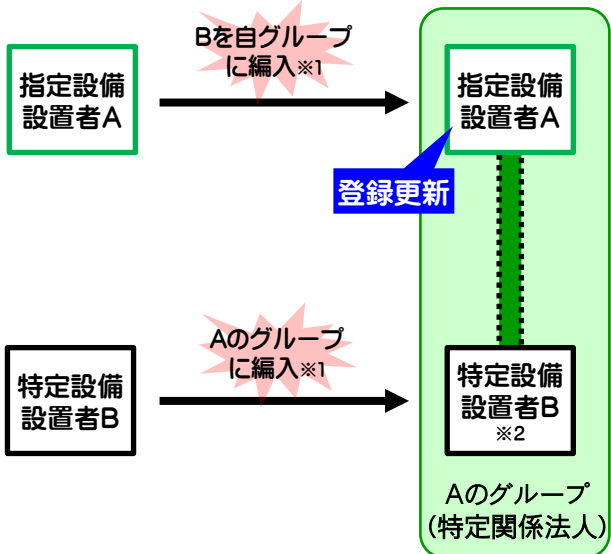 Bを自グループ
に編入※1
指定設備
設置者A
指定設備
設置者A
登録更新
Aのグループ
に編入※1
特定設備
設置者B
特定設備
設置者B
※2
Aのグループ
(特定関係法人)